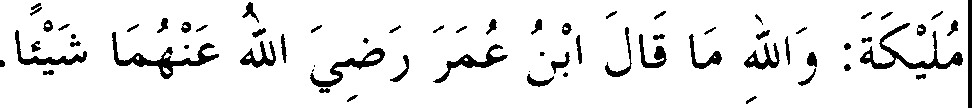 مُلَيْكَةَ: وَاللهِ مَا قَالَ ابْنُ عُمَرَ رَضِيَ اللهُ عَنْهُمَا شَيْئًا.